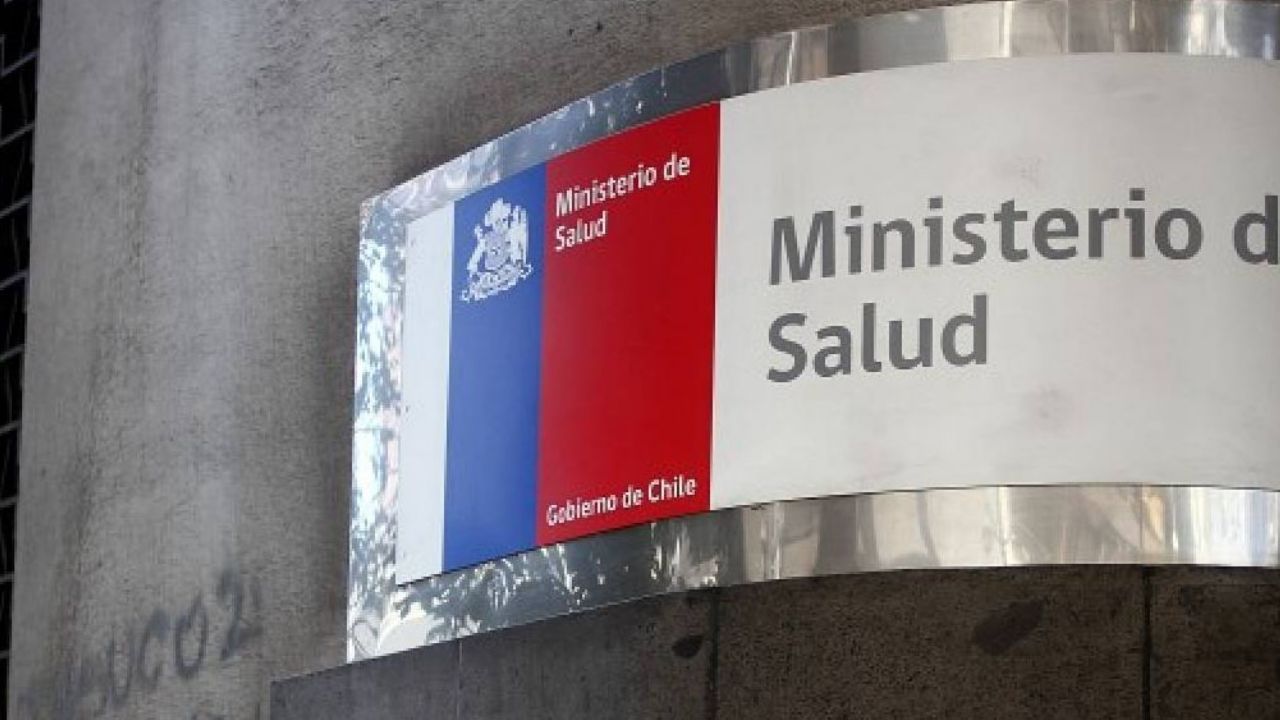 Ministerio de
Salud
Gobierno de Chile
Ministerio d
Salud